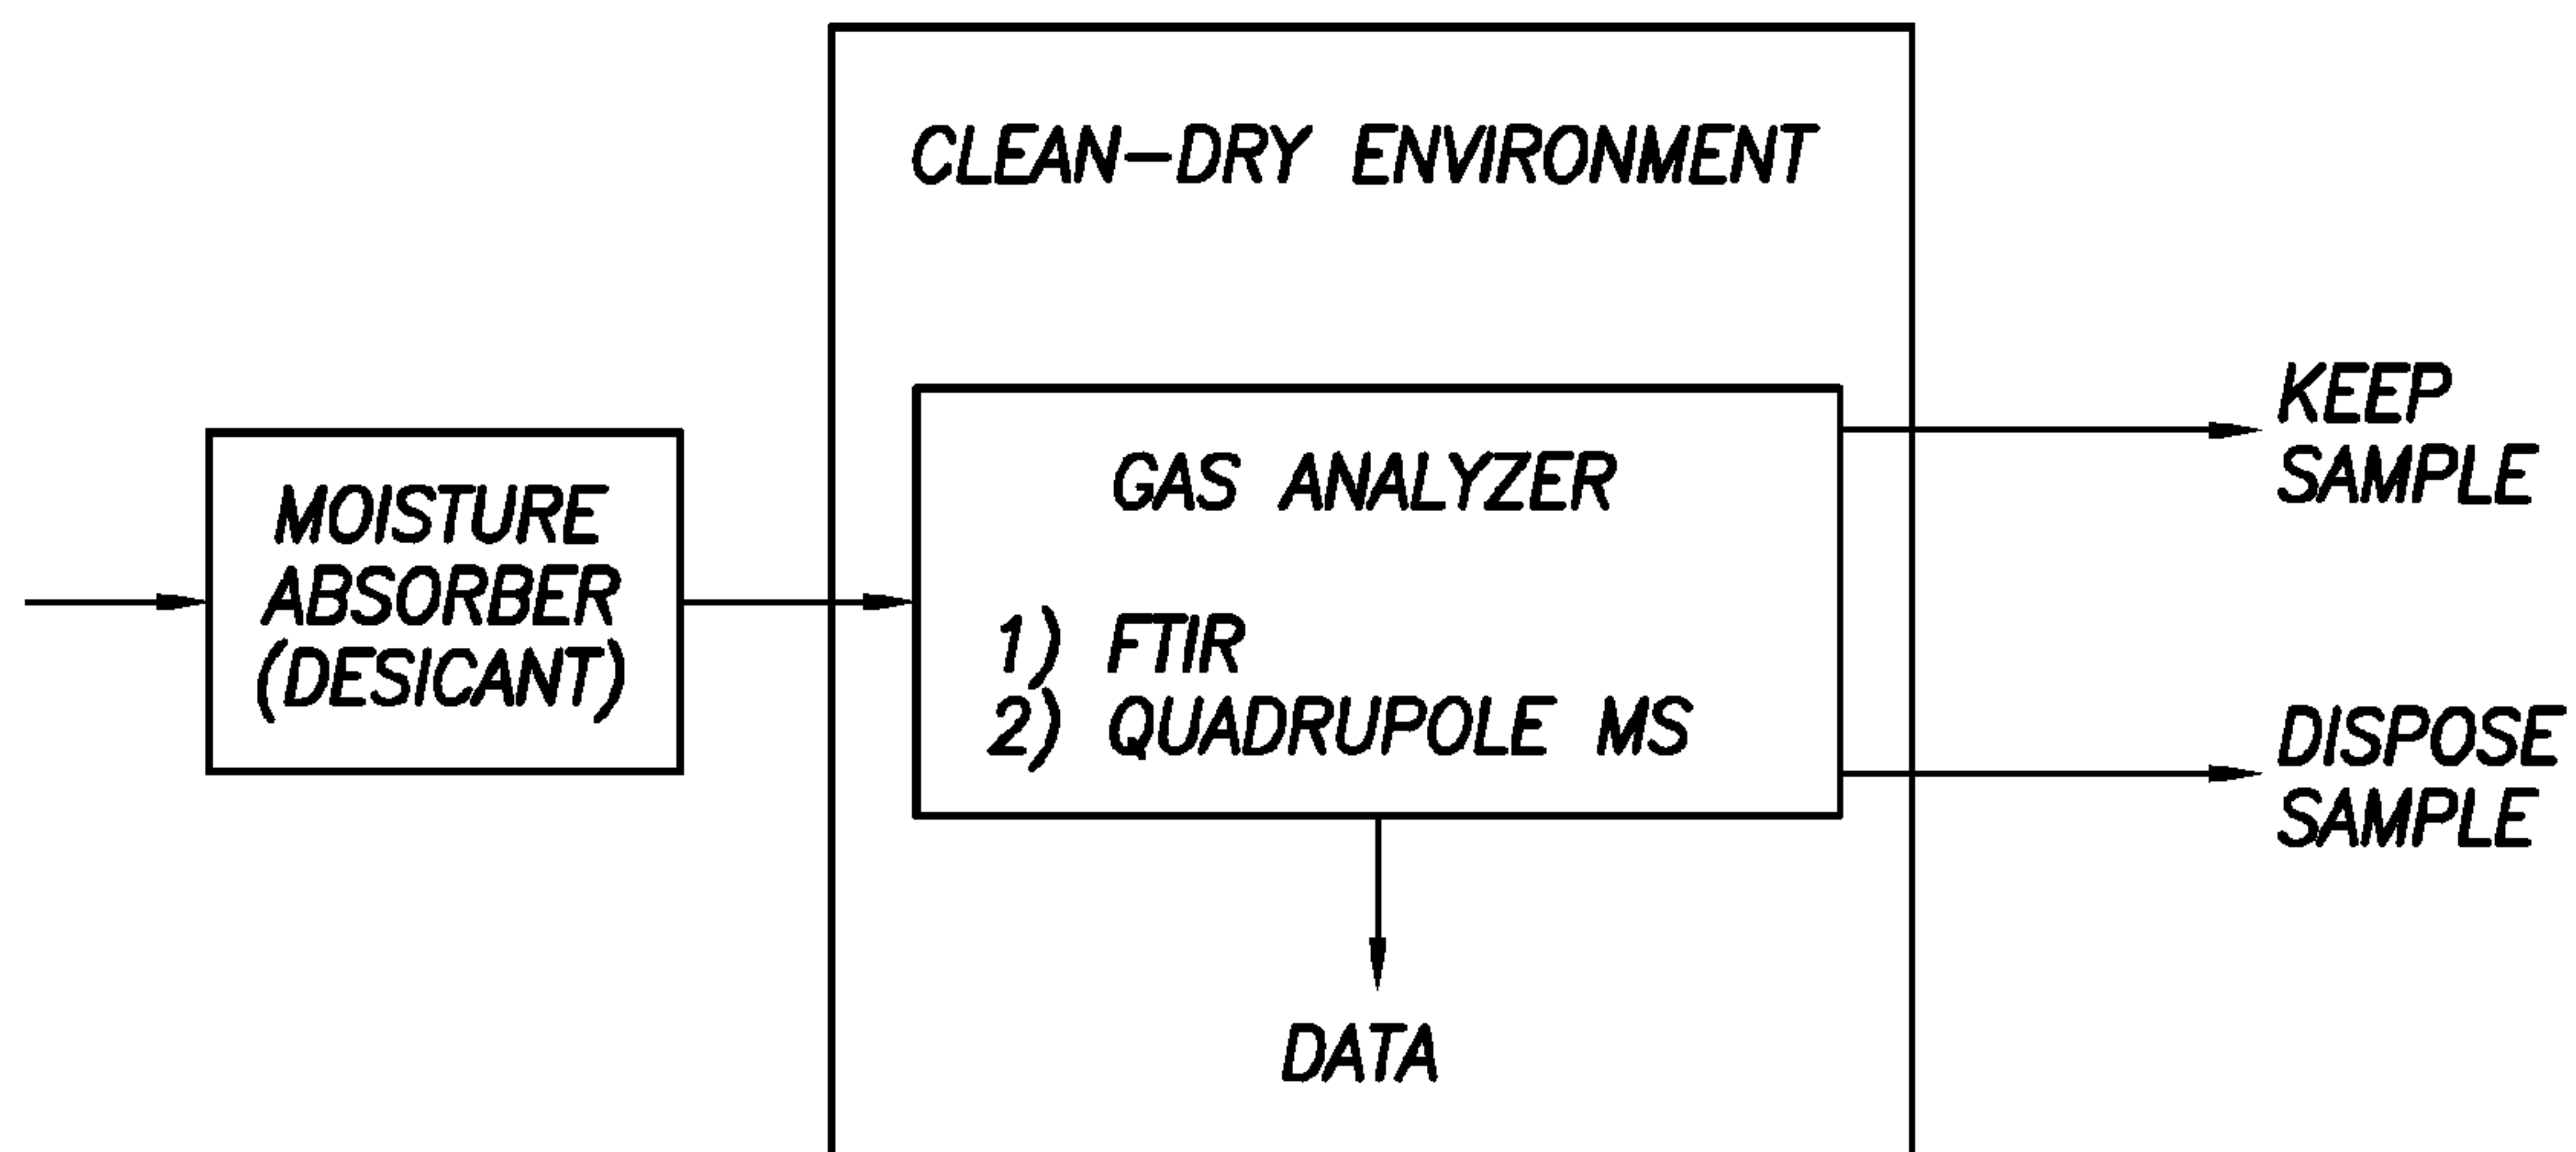 CLEAN-DRY ENVIRONMENT
MOISTURE
ABSORBER
(DESICANT)
GAS ANALYZER
1) FTIR
2) QUADRUPOLE MS
KEEP
SAMPLE
DISPOSE
SAMPLE
DATA